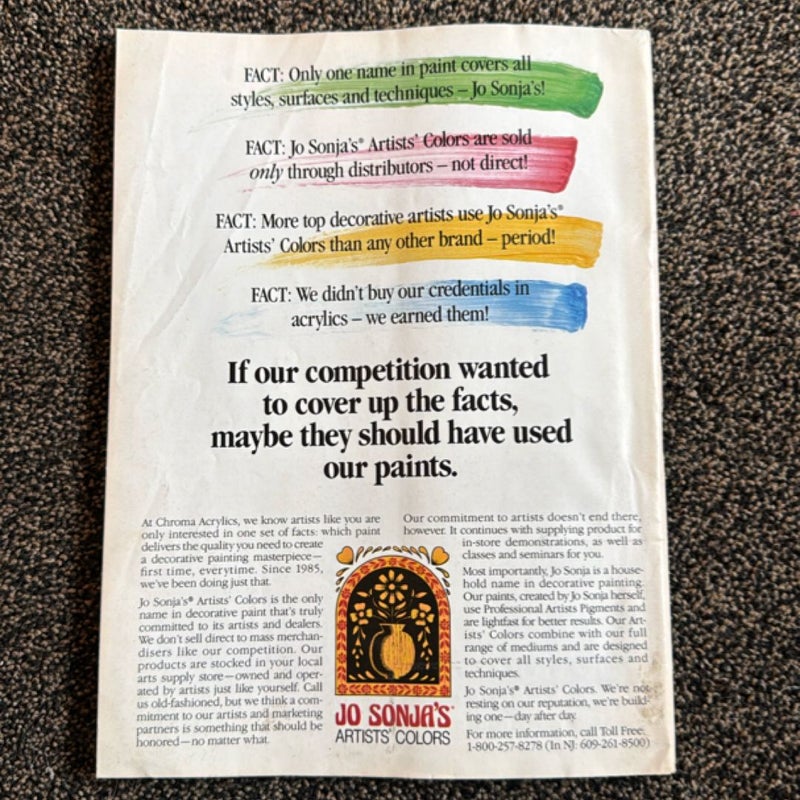 FACT: Only one name in paint covers all
styles, surfaces and techniques – Jo Sonja's!
FACT: Jo Sonja's® Artists' Colors are sold
only through distributors – not direct!
FACT: More top decorative artists use Jo Sonja's®
Artists' Colors than any other brand – period!
FACT: We didn't buy our credentials in
acrylics – we earned them!
If our competition wanted
to cover up the facts,
maybe they should have used
our paints.
At Chroma Acrylics, we know artists like you are
only interested in one set of facts: which paint
delivers the quality you need to create
a decorative painting masterpiece—
first time, everytime. Since 1985,
we've been doing just that.
Jo Sonja's® Artists' Colors is the only
name in decorative paint that's truly
committed to its artists and dealers.
We don't sell direct to mass merchan-
disers like our competition. Our
products are stocked in your local
arts supply store—owned and oper-
ated by artists just like yourself. Call
us old-fashioned, but we think a com-
mitment to our artists and marketing
partners is something that should be
honored—no matter what.
JO SONJA'S®
ARTISTS' COLORS
Our commitment to artists doesn't end there,
however. It continues with supplying product for
in-store demonstrations, as well as
classes and seminars for you.
Most importantly, Jo Sonja is a house-
hold name in decorative painting.
Our paints, created by Jo Sonja herself,
use Professional Artists Pigments and
are lightfast for better results. Our Art-
ists' Colors combine with our full
range of mediums and are designed
to cover all styles, surfaces and
techniques.
Jo Sonja's® Artists' Colors. We're not
resting on our reputation, we're build-
ing one—day after day.
For more information, call Toll Free:
1-800-257-8278 (In NJ: 609-261-8500)